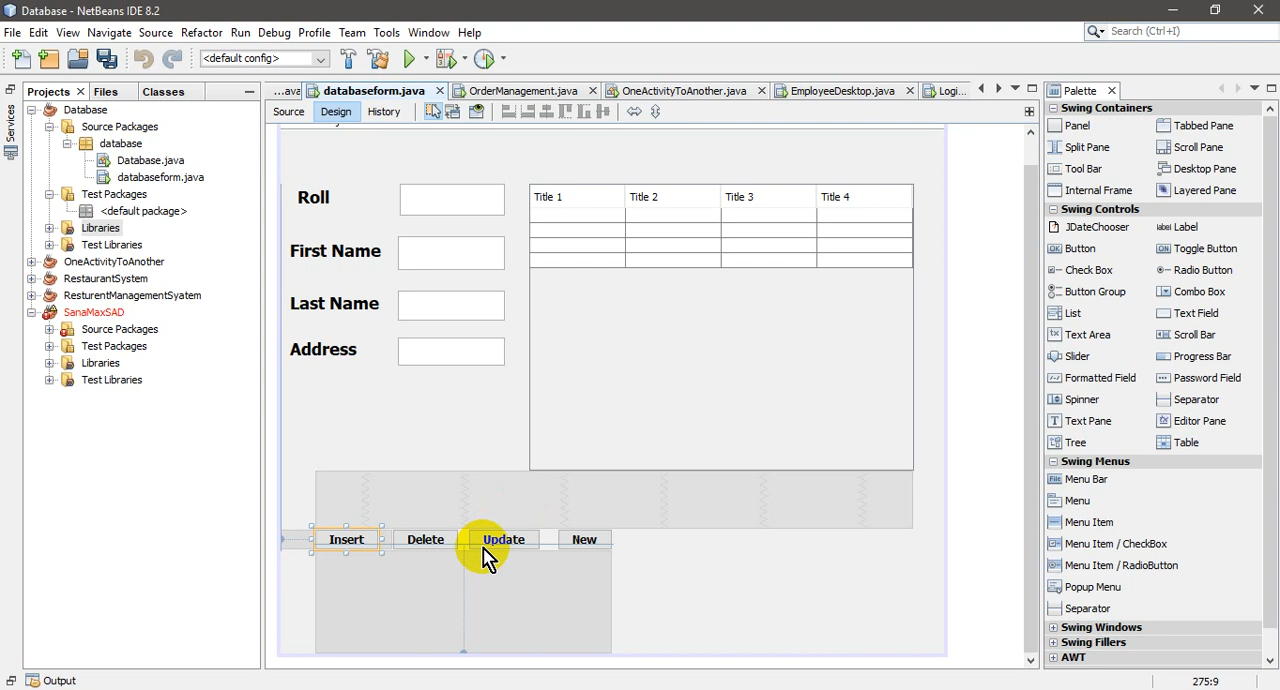 Database - NetBeans IDE 8.2
File Edit View Navigate Source Refactor Run Debug Profile Team Tools Window Help
Search (Ctrl+I)
<default config>
Projects Files Classes
...ava databaseform.java OrderManagement.java OneActivityToAnother.java EmployeeDesktop.java Logi...
Source Design History
Services
Database
Source Packages
database
Database.java
databaseform.java
Test Packages
<default package>
Libraries
Test Libraries
OneActivityToAnother
RestaurantSystem
ResturentManagementSyatem
SanaMaxSAD
Source Packages
Test Packages
Libraries
Test Libraries
Roll
First Name
Last Name
Address
Title 1 Title 2 Title 3 Title 4
Insert Delete Update New
Palette
Swing Containers
Panel Tabbed Pane
Split Pane Scroll Pane
Tool Bar Desktop Pane
Internal Frame Layered Pane
Swing Controls
JDateChooser label Label
OK Button ON Toggle Button
Check Box Radio Button
Button Group Combo Box
List Text Field
Text Area Scroll Bar
Slider Progress Bar
Formatted Field Password Field
Spinner Separator
Text Pane Editor Pane
Tree Table
Swing Menus
File Menu Bar
Menu
Menu Item
Menu Item / CheckBox
Menu Item / RadioButton
Popup Menu
Separator
Swing Windows
Swing Fillers
AWT
Output
275:9